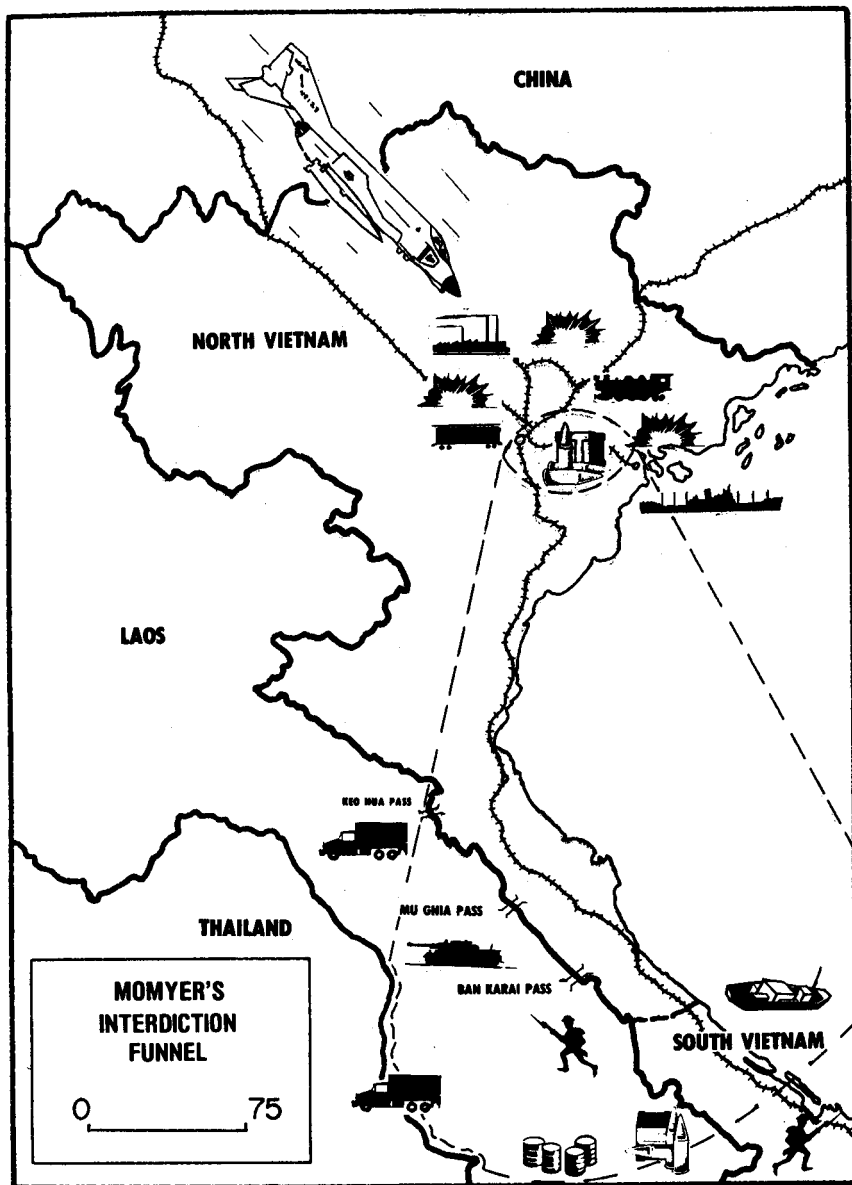 CHINA
NORTH VIETNAM
LAOS
KEO NUA PASS
MU GHIA PASS
THAILAND
BAN KARAI PASS
SOUTH VIETNAM
MOMYER'S
INTERDICTION
FUNNEL
0 75